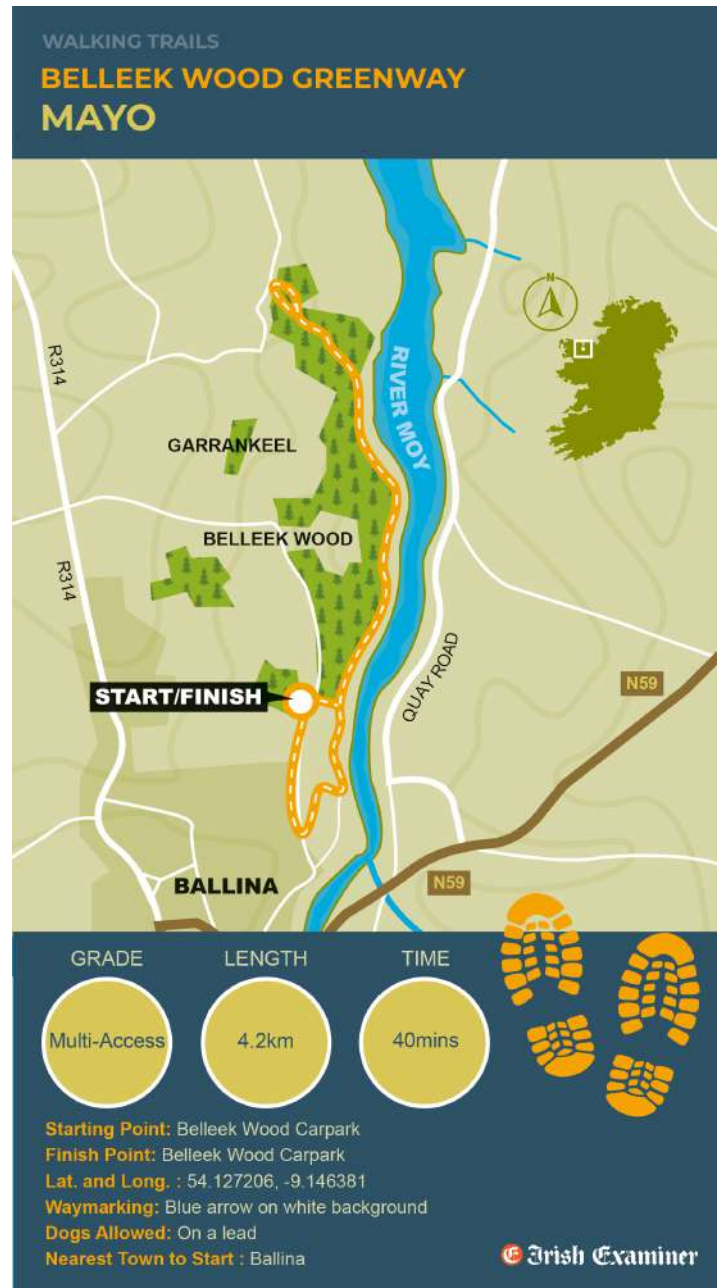 WALKING TRAILS
BELLEEK WOOD GREENWAY
MAYO
N
R314
RIVER MOY
GARRANKEEL
BELLEEK WOOD
R314
QUAY ROAD
START/FINISH
N59
BALLINA
N59
GRADE
LENGTH
TIME
Multi-Access
4.2km
40mins
Starting Point: Belleek Wood Carpark
Finish Point: Belleek Wood Carpark
Lat. and Long. : 54.127206, -9.146381
Waymarking: Blue arrow on white background
Dogs Allowed: On a lead
Nearest Town to Start : Ballina
E Irish Examiner